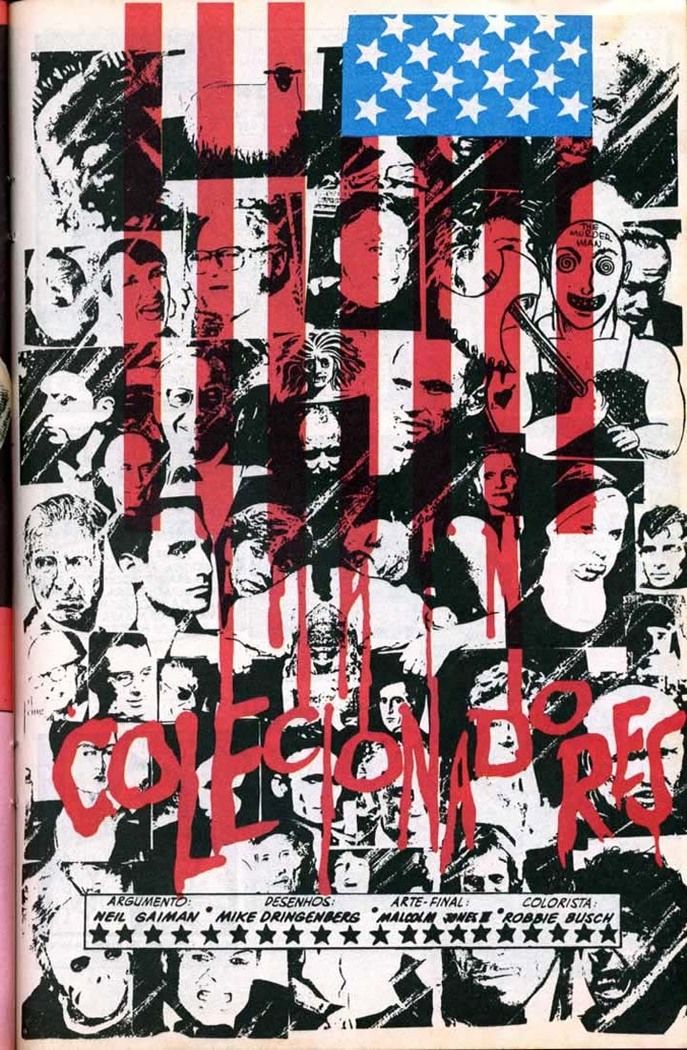 THE
MURDER
MAN
COLECIONADORES
ARGUMENTO: DESENHOS: ARTE-FINAL: COLORISTA:
NEIL GAIMAN • MIKE DRINGENBERG • MALCOLM JONES III • ROBBIE BUSCH